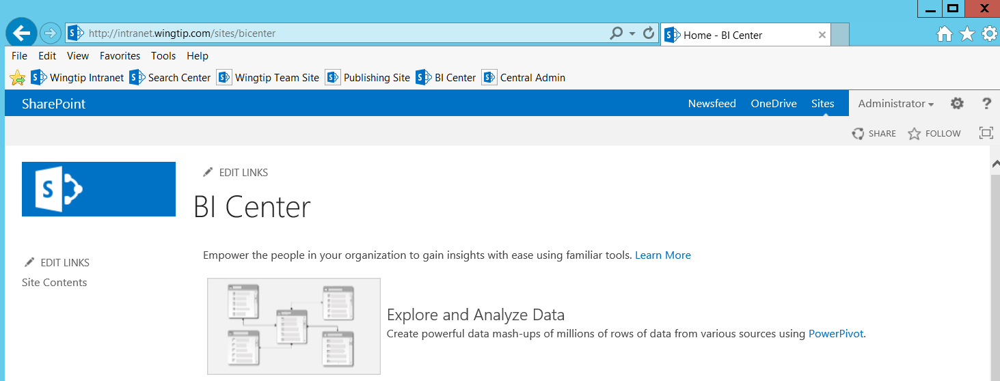 http://intranet.wingtip.com/sites/bicenter
Home - BI Center
File Edit View Favorites Tools Help
Wingtip Intranet Search Center Wingtip Team Site Publishing Site BI Center Central Admin
SharePoint Newsfeed OneDrive Sites Administrator ?
SHARE FOLLOW
S
EDIT LINKS
BI Center
EDIT LINKS
Site Contents
Empower the people in your organization to gain insights with ease using familiar tools. Learn More
Explore and Analyze Data
Create powerful data mash-ups of millions of rows of data from various sources using PowerPivot.